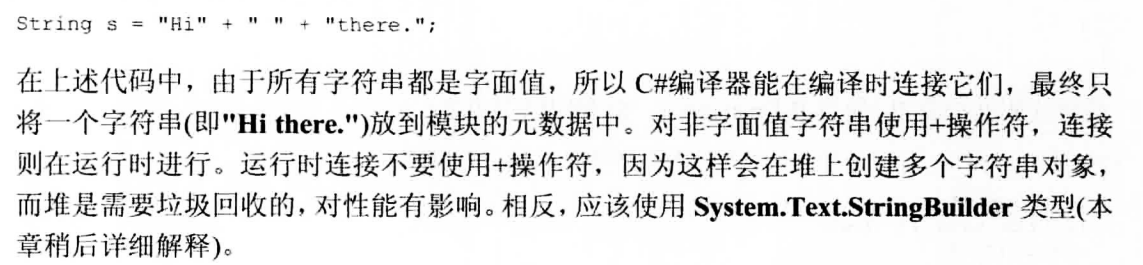 String s = "Hi" + " " + "there.";
在上述代码中，由于所有字符串都是字面值，所以 C#编译器能在编译时连接它们，最终只
将一个字符串(即"Hi there.")放到模块的元数据中。对非字面值字符串使用+操作符，连接
则在运行时进行。运行时连接不要使用+操作符，因为这样会在堆上创建多个字符串对象，
而堆是需要垃圾回收的，对性能有影响。相反，应该使用 System.Text.StringBuilder 类型(本
章稍后详细解释)。